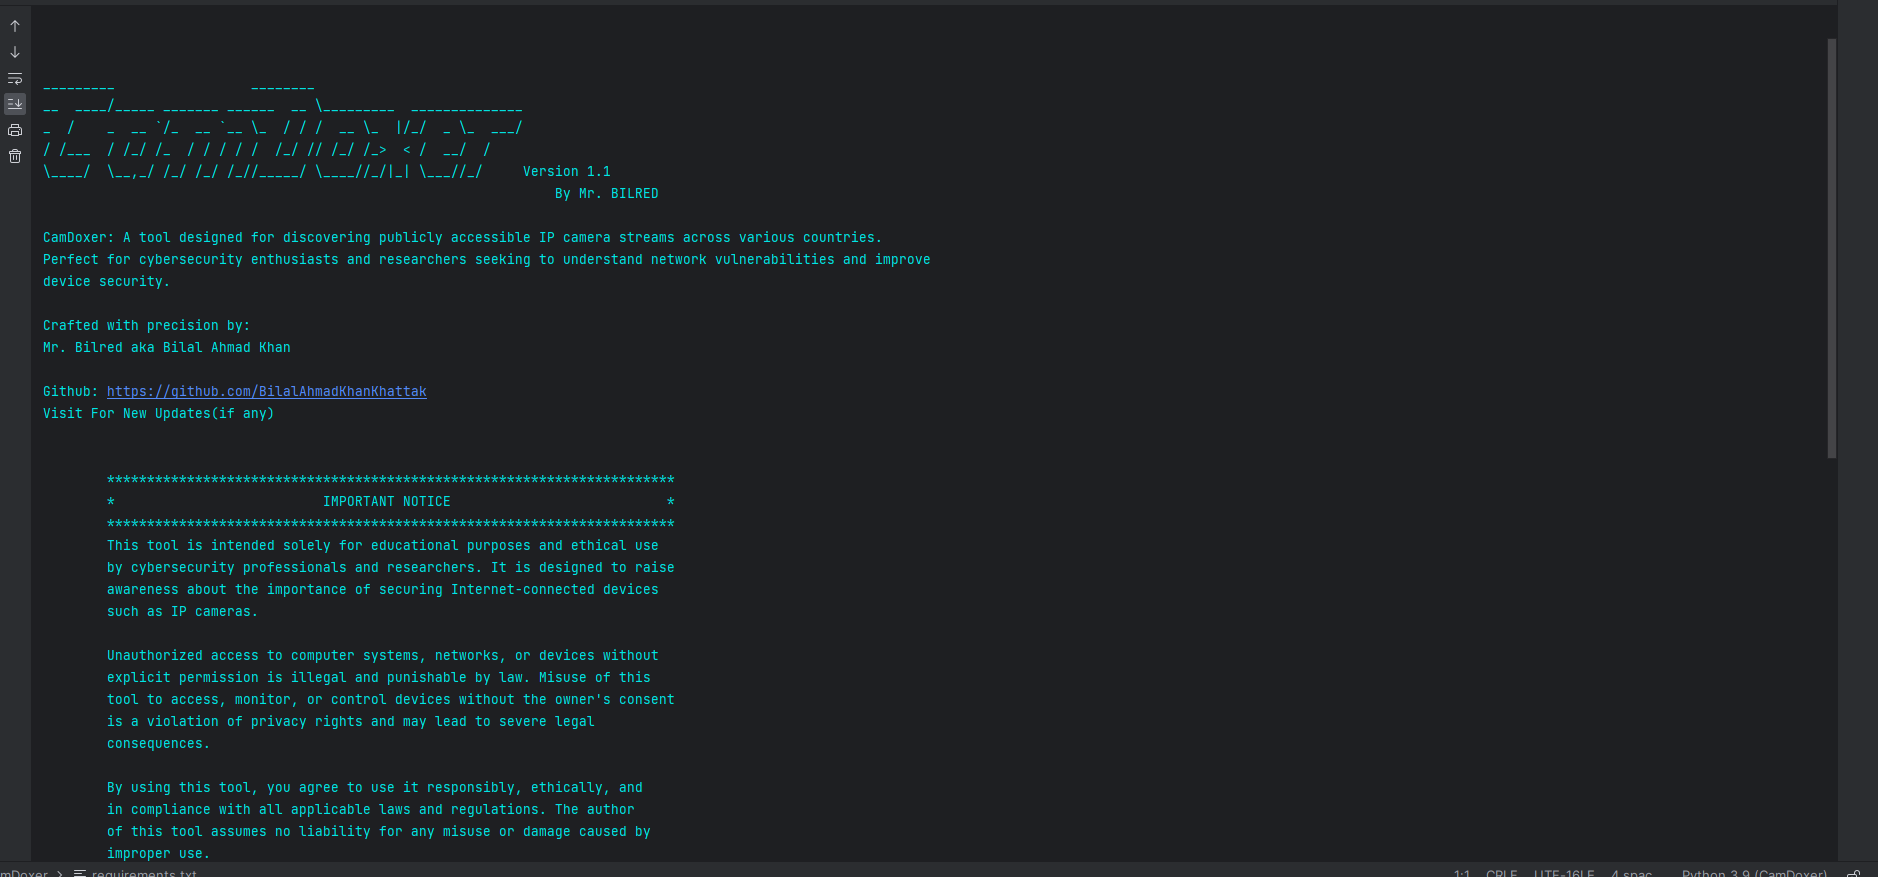 _________                 ________
__  ____/_____ _______ ______  __ \_________  ______________
_  /    _  __ `/_  __ `__ \_  / / /  __ \_  |/_/  _ \_  ___/
/ /___  / /_/ /_  / / / / /  /_/ // /_/ /_>  < /  __/  /
\____/  \__,_/ /_/ /_/ /_//_____/ \____//_/|_| \___//_/     Version 1.1
By Mr. BILRED
CamDoxer: A tool designed for discovering publicly accessible IP camera streams across various countries.
Perfect for cybersecurity enthusiasts and researchers seeking to understand network vulnerabilities and improve
device security.
Crafted with precision by:
Mr. Bilred aka Bilal Ahmad Khan
Github: https://github.com/BilalAhmadKhanKhattak
Visit For New Updates(if any)
***********************************************************************
*                          IMPORTANT NOTICE                           *
***********************************************************************
This tool is intended solely for educational purposes and ethical use
by cybersecurity professionals and researchers. It is designed to raise
awareness about the importance of securing Internet-connected devices
such as IP cameras.
Unauthorized access to computer systems, networks, or devices without
explicit permission is illegal and punishable by law. Misuse of this
tool to access, monitor, or control devices without the owner's consent
is a violation of privacy rights and may lead to severe legal
consequences.
By using this tool, you agree to use it responsibly, ethically, and
in compliance with all applicable laws and regulations. The author
of this tool assumes no liability for any misuse or damage caused by
improper use.
mDoxer > requirements.txt 1:1 CRLF UTF-16LE 4 spac Python 3.9 (CamDoxer)